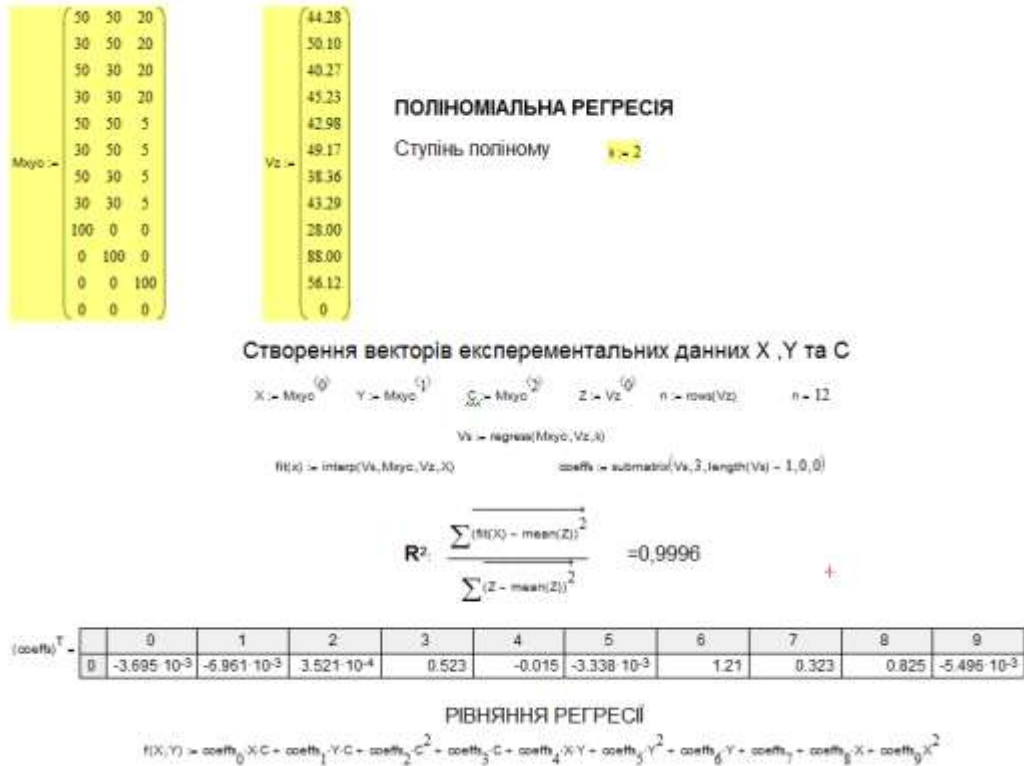 Mxyc := 50 50 20
30 50 20
50 30 20
30 30 20
50 50 5
30 50 5
50 30 5
30 30 5
100 0 0
0 100 0
0 0 100
0 0 0
Vz := 44.28
50.10
40.27
45.23
42.98
49.17
38.36
43.29
28.00
88.00
56.12
0
ПОЛІНОМІАЛЬНА РЕГРЕСІЯ
Ступінь поліному := 2
Створення векторів експерементальних данних X ,Y та C
X := Mxyc^(0) Y := Mxyc^(1) C := Mxyc^(2) Z := Vz^(0) n := rows(Vz) n = 12
Vs := regress(Mxyc, Vz, k)
fit(x) := interp(Vs, Mxyc, Vz, X) coeffs := submatrix(Vs, 3, length(Vs) − 1, 0, 0)
R²: ∑(fit(X) − mean(Z))² =0,9996
∑(Z − mean(Z))²
(coeffs)^T = 0 1 2 3 4 5 6 7 8 9
0 -3.695·10-3 -6.961·10-3 3.521·10-4 0.523 -0.015 -3.338·10-3 1.21 0.323 0.825 -5.496·10-3
РІВНЯННЯ РЕГРЕСІЇ
f(X,Y) := coeffs0·X·C + coeffs1·Y·C + coeffs2·C² + coeffs3·C + coeffs4·X·Y + coeffs5·Y² + coeffs6·Y + coeffs7 + coeffs8·X + coeffs9·X²